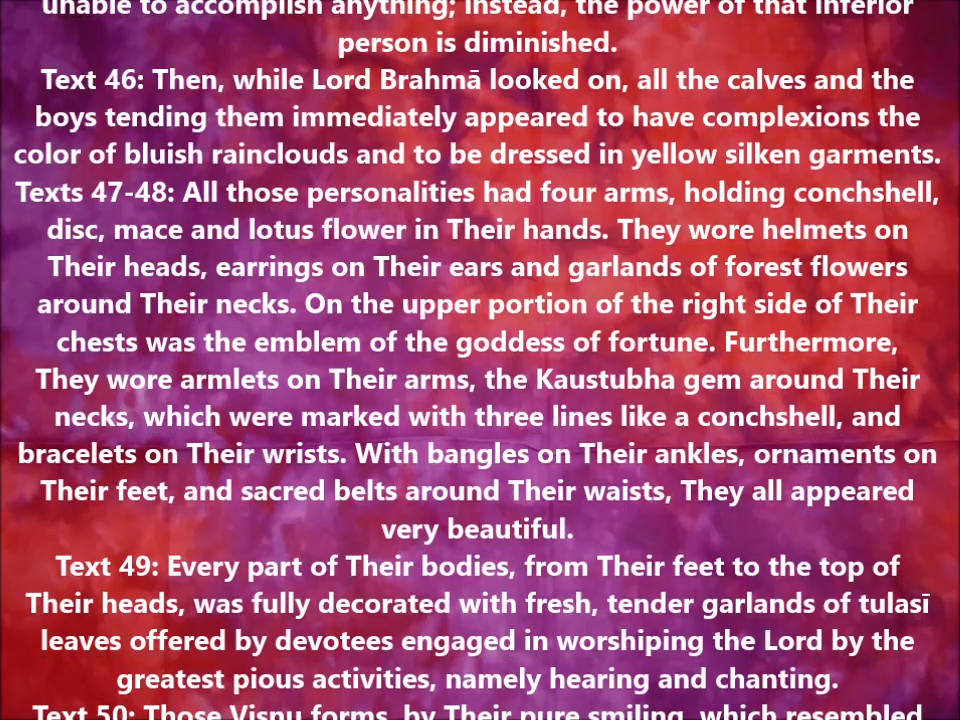 unable to accomplish anything; instead, the power of that inferior
person is diminished.
Text 46: Then, while Lord Brahmā looked on, all the calves and the
boys tending them immediately appeared to have complexions the
color of bluish rainclouds and to be dressed in yellow silken garments.
Texts 47-48: All those personalities had four arms, holding conchshell,
disc, mace and lotus flower in Their hands. They wore helmets on
Their heads, earrings on Their ears and garlands of forest flowers
around Their necks. On the upper portion of the right side of Their
chests was the emblem of the goddess of fortune. Furthermore,
They wore armlets on Their arms, the Kaustubha gem around Their
necks, which were marked with three lines like a conchshell, and
bracelets on Their wrists. With bangles on Their ankles, ornaments on
Their feet, and sacred belts around Their waists, They all appeared
very beautiful.
Text 49: Every part of Their bodies, from Their feet to the top of
Their heads, was fully decorated with fresh, tender garlands of tulasī
leaves offered by devotees engaged in worshiping the Lord by the
greatest pious activities, namely hearing and chanting.
Text 50: Those Viṣṇu forms, by Their pure smiling, which resembled